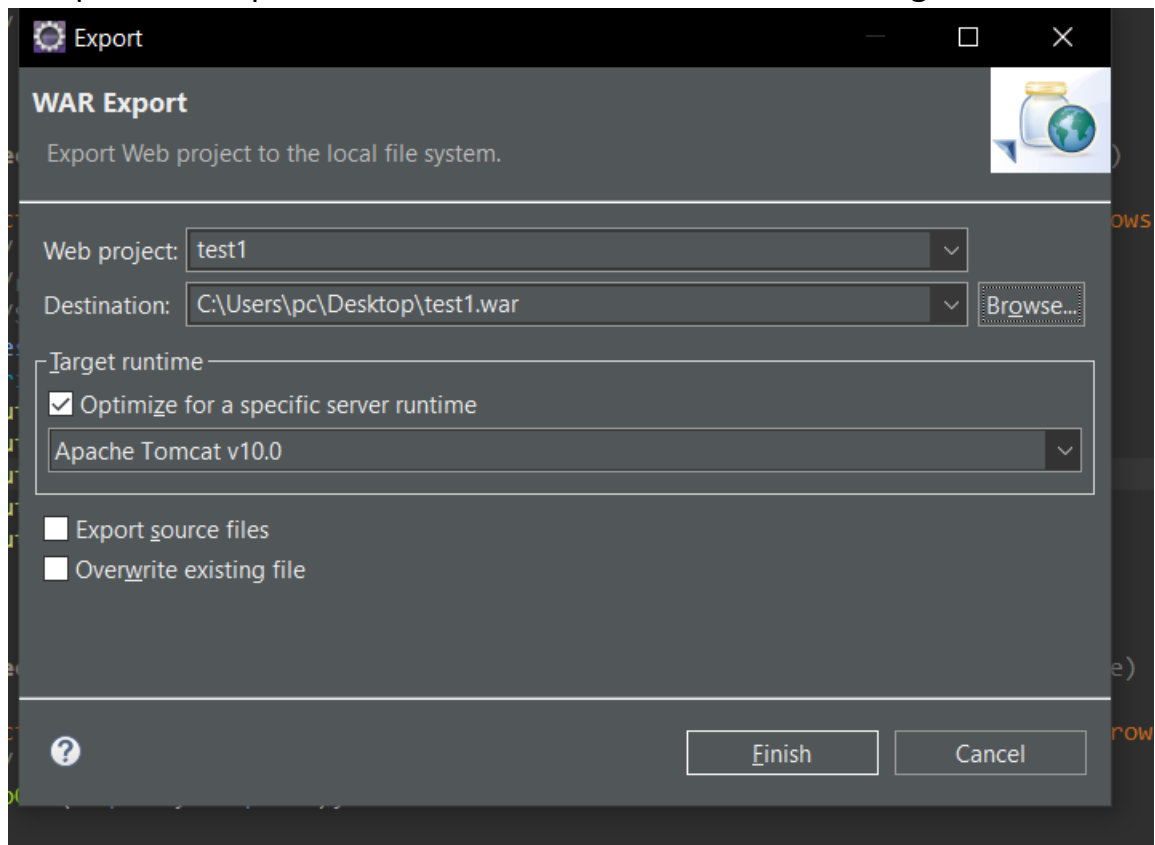 Export
WAR Export
Export Web project to the local file system.
)
ows
Web project: test1
Destination: C:\Users\pc\Desktop\test1.war Browse...
Target runtime
Optimize for a specific server runtime
Apache Tomcat v10.0
Export source files
Overwrite existing file
e)
row
Finish Cancel